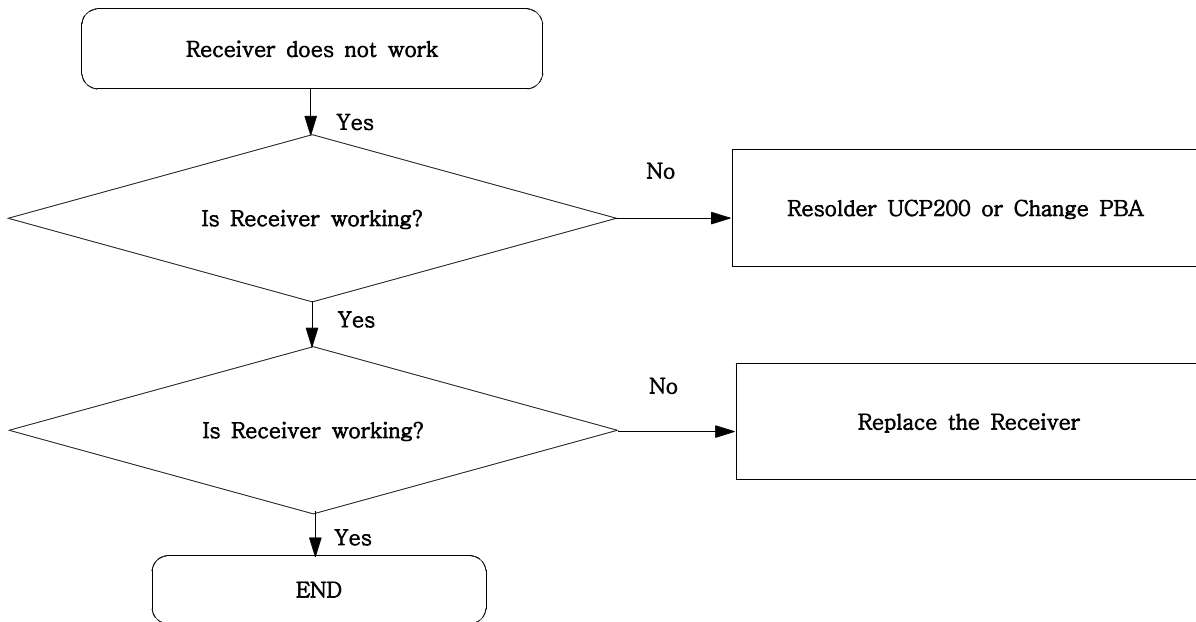 Receiver does not work
Yes
Is Receiver working?
No
Resolder UCP200 or Change PBA
Yes
Is Receiver working?
No
Replace the Receiver
Yes
END